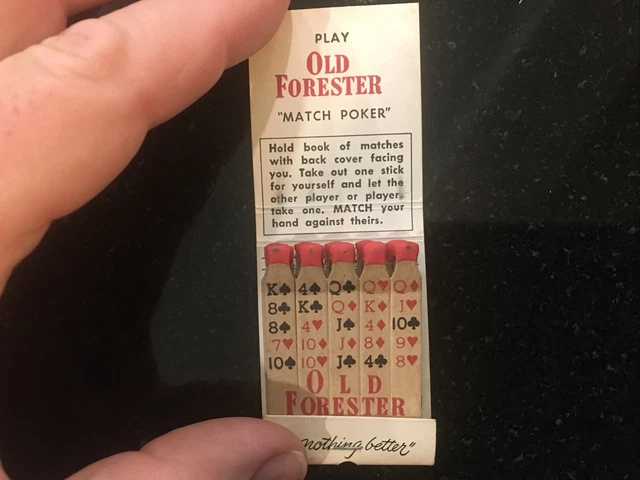 PLAY
OLD
FORESTER
"MATCH POKER"
Hold book of matches
with back cover facing
you. Take out one stick
for yourself and let the
other player or players
take one. MATCH your
hand against theirs.
K♠ 4♠ Q♣ Q♥ Q♦
8♣ K♣ Q♦ K♦ J♥
8♠ 4♥ J♠ 4♦ 10♣
7♥ 10♦ J♦ 8♦ 9♥
10♠ 10♥ J♣ 4♣ 8♥
OLD
FORESTER
nothing better"